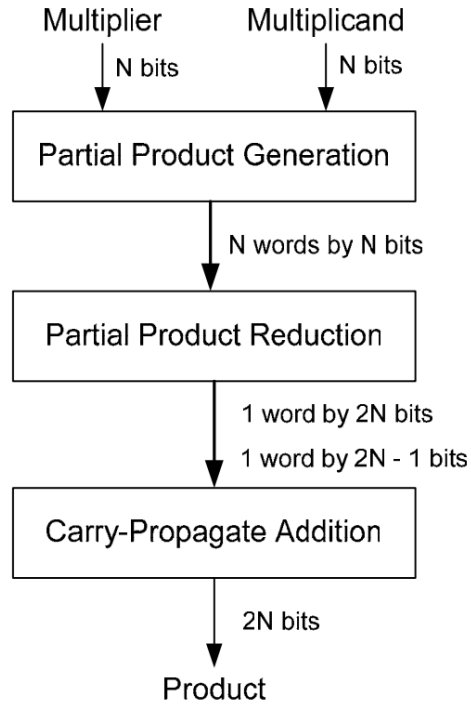 Multiplier Multiplicand
N bits N bits
Partial Product Generation
N words by N bits
Partial Product Reduction
1 word by 2N bits
1 word by 2N - 1 bits
Carry-Propagate Addition
2N bits
Product